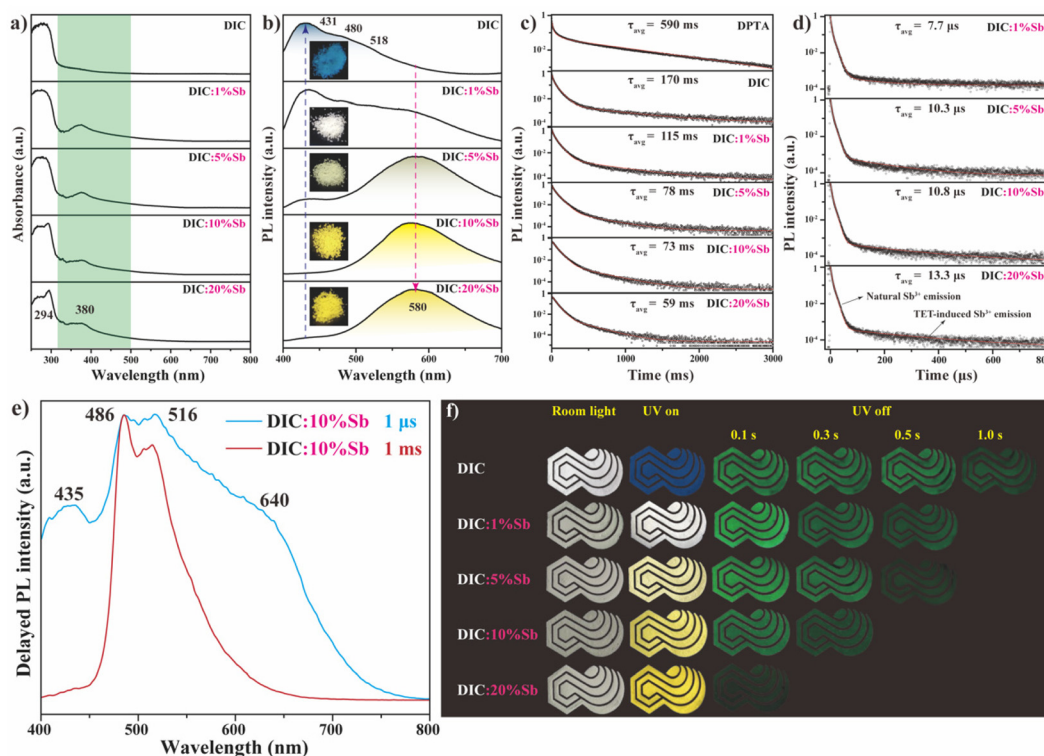 a)
DIC
DIC:1%Sb
DIC:5%Sb
DIC:10%Sb
DIC:20%Sb
294
380
Absorbance (a.u.)
300 400 500 600 700 800
Wavelength (nm)
b)
431
480
518
DIC
DIC:1%Sb
DIC:5%Sb
DIC:10%Sb
DIC:20%Sb
580
PL intensity (a.u.)
400 500 600 700
Wavelength (nm)
c)
τavg = 590 ms DPTA
τavg = 170 ms DIC
τavg = 115 ms DIC:1%Sb
τavg = 78 ms DIC:5%Sb
τavg = 73 ms DIC:10%Sb
τavg = 59 ms DIC:20%Sb
PL intensity (a.u.)
0 1000 2000 3000
Time (ms)
d)
τavg = 7.7 μs DIC:1%Sb
τavg = 10.3 μs DIC:5%Sb
τavg = 10.8 μs DIC:10%Sb
τavg = 13.3 μs DIC:20%Sb
Natural Sb³⁺ emission
TET-induced Sb³⁺ emission
PL intensity (a.u.)
0 200 400 600 800
Time (μs)
e)
486
516
435
640
DIC:10%Sb 1 μs
DIC:10%Sb 1 ms
Delayed PL intensity (a.u.)
400 500 600 700 800
Wavelength (nm)
f)
Room light UV on UV off
0.1 s 0.3 s 0.5 s 1.0 s
DIC
DIC:1%Sb
DIC:5%Sb
DIC:10%Sb
DIC:20%Sb